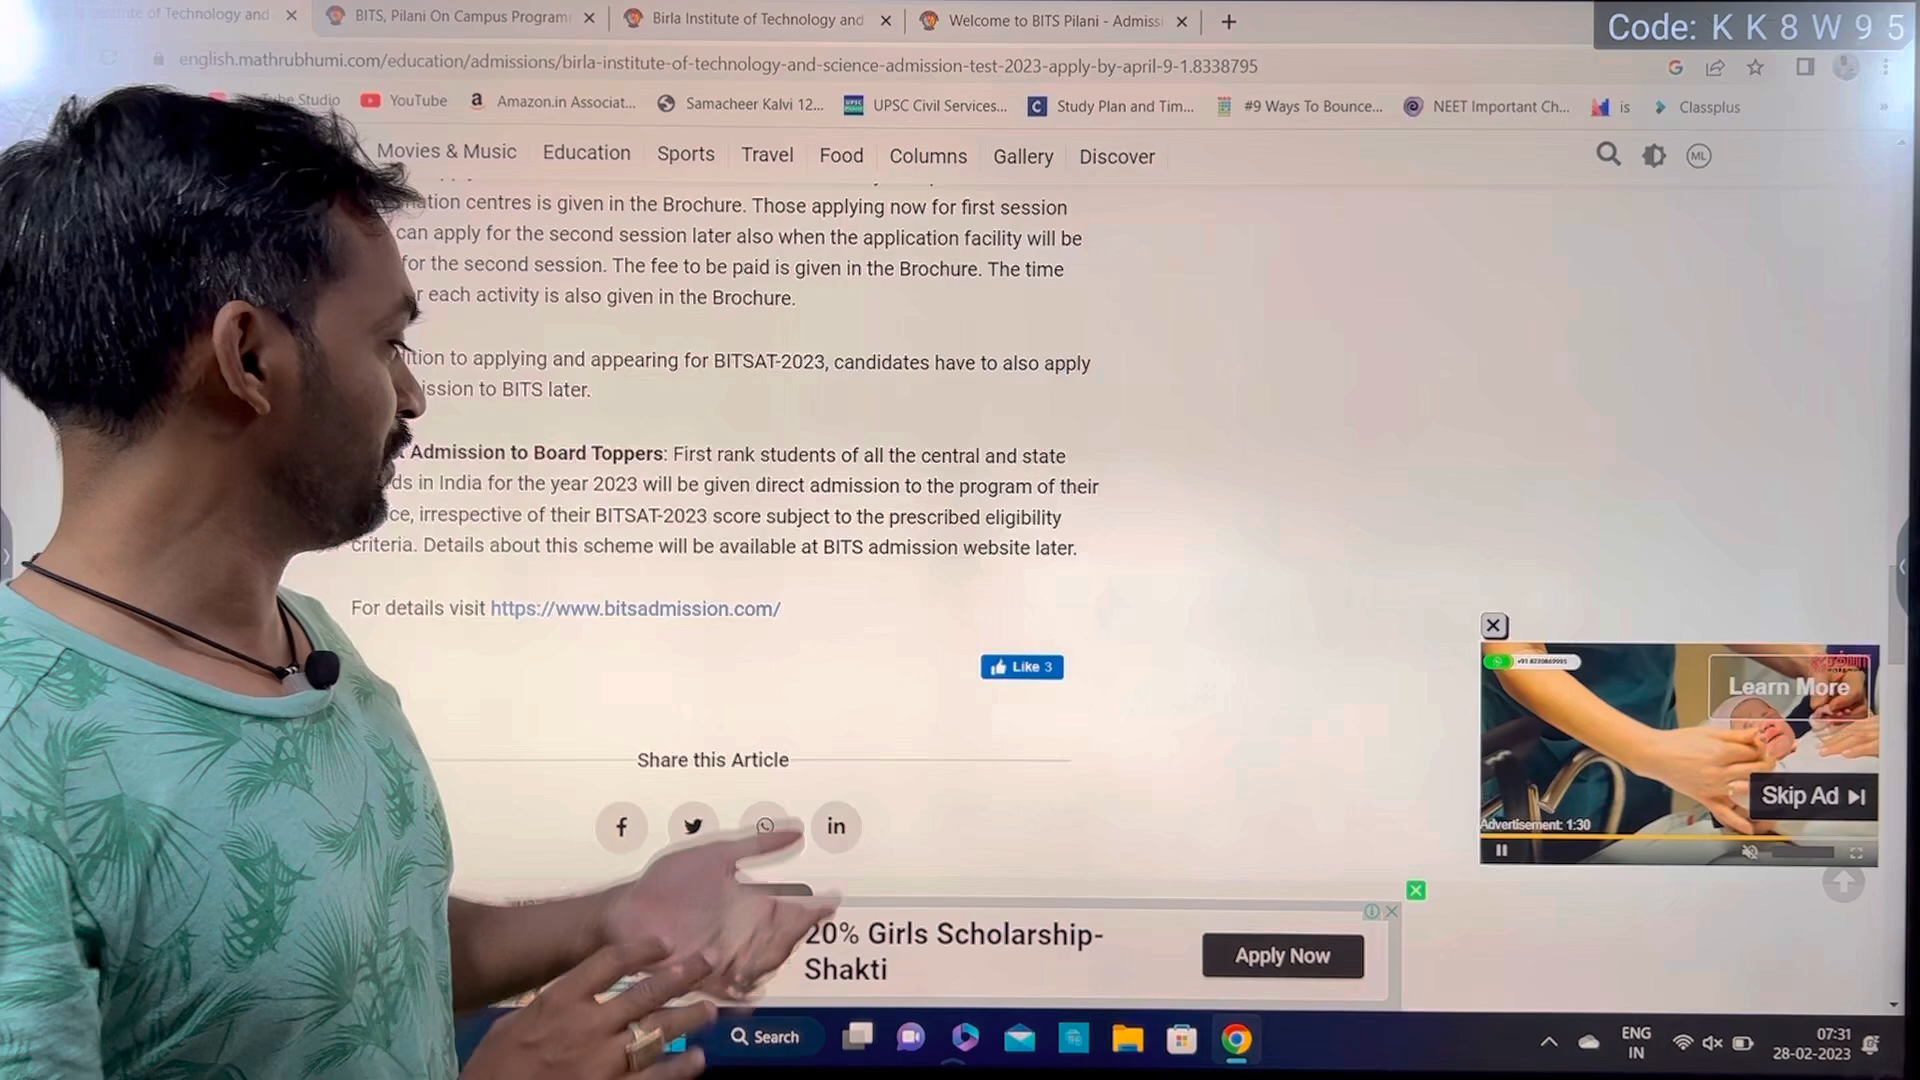 Code: K K 8 W 9 5
of Technology and
BITS, Pilani On Campus Program
Birla Institute of Technology and
Welcome to BITS Pilani - Admissi
english.mathrubhumi.com/education/admissions/birla-institute-of-technology-and-science-admission-test-2023-apply-by-april-9-1.8338795
Studio
YouTube
Amazon.in Associat...
Samacheer Kalvi 12...
UPSC Civil Services...
Study Plan and Tim...
#9 Ways To Bounce...
NEET Important Ch...
is
Classplus
Movies & Music Education Sports Travel Food Columns Gallery Discover
ML
nation centres is given in the Brochure. Those applying now for first session
can apply for the second session later also when the application facility will be
for the second session. The fee to be paid is given in the Brochure. The time
r each activity is also given in the Brochure.
ition to applying and appearing for BITSAT-2023, candidates have to also apply
ission to BITS later.
Admission to Board Toppers: First rank students of all the central and state
ds in India for the year 2023 will be given direct admission to the program of their
ce, irrespective of their BITSAT-2023 score subject to the prescribed eligibility
criteria. Details about this scheme will be available at BITS admission website later.
For details visit https://www.bitsadmission.com/
Like 3
Share this Article
+91 8220869995
Learn More
Skip Ad
Advertisement: 1:30
20% Girls Scholarship-
Shakti
Apply Now
Search
ENG
IN
07:31
28-02-2023